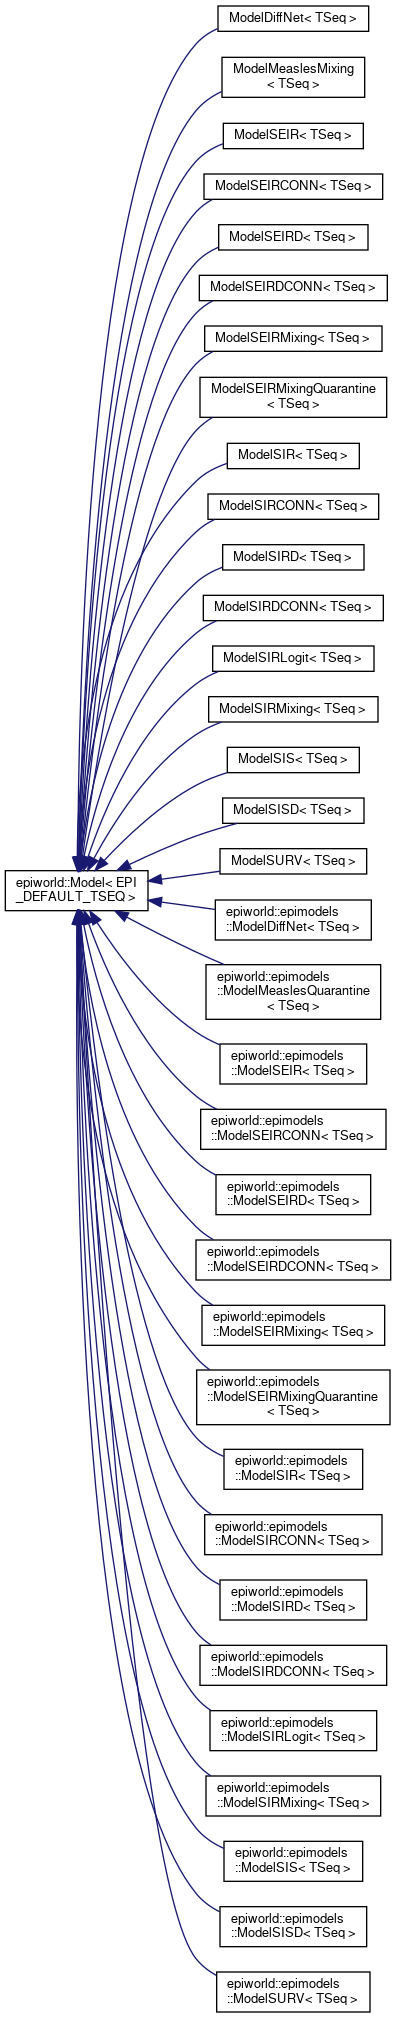 ModelDiffNet< TSeq >
ModelMeaslesMixing
< TSeq >
ModelSEIR< TSeq >
ModelSEIRCONN< TSeq >
ModelSEIRD< TSeq >
ModelSEIRDCONN< TSeq >
ModelSEIRMixing< TSeq >
ModelSEIRMixingQuarantine
< TSeq >
ModelSIR< TSeq >
ModelSIRCONN< TSeq >
ModelSIRD< TSeq >
ModelSIRDCONN< TSeq >
ModelSIRLogit< TSeq >
ModelSIRMixing< TSeq >
ModelSIS< TSeq >
ModelSISD< TSeq >
ModelSURV< TSeq >
epiworld::Model< EPI
_DEFAULT_TSEQ >
epiworld::epimodels
::ModelDiffNet< TSeq >
epiworld::epimodels
::ModelMeaslesQuarantine
< TSeq >
epiworld::epimodels
::ModelSEIR< TSeq >
epiworld::epimodels
::ModelSEIRCONN< TSeq >
epiworld::epimodels
::ModelSEIRD< TSeq >
epiworld::epimodels
::ModelSEIRDCONN< TSeq >
epiworld::epimodels
::ModelSEIRMixing< TSeq >
epiworld::epimodels
::ModelSEIRMixingQuarantine
< TSeq >
epiworld::epimodels
::ModelSIR< TSeq >
epiworld::epimodels
::ModelSIRCONN< TSeq >
epiworld::epimodels
::ModelSIRD< TSeq >
epiworld::epimodels
::ModelSIRDCONN< TSeq >
epiworld::epimodels
::ModelSIRLogit< TSeq >
epiworld::epimodels
::ModelSIRMixing< TSeq >
epiworld::epimodels
::ModelSIS< TSeq >
epiworld::epimodels
::ModelSISD< TSeq >
epiworld::epimodels
::ModelSURV< TSeq >